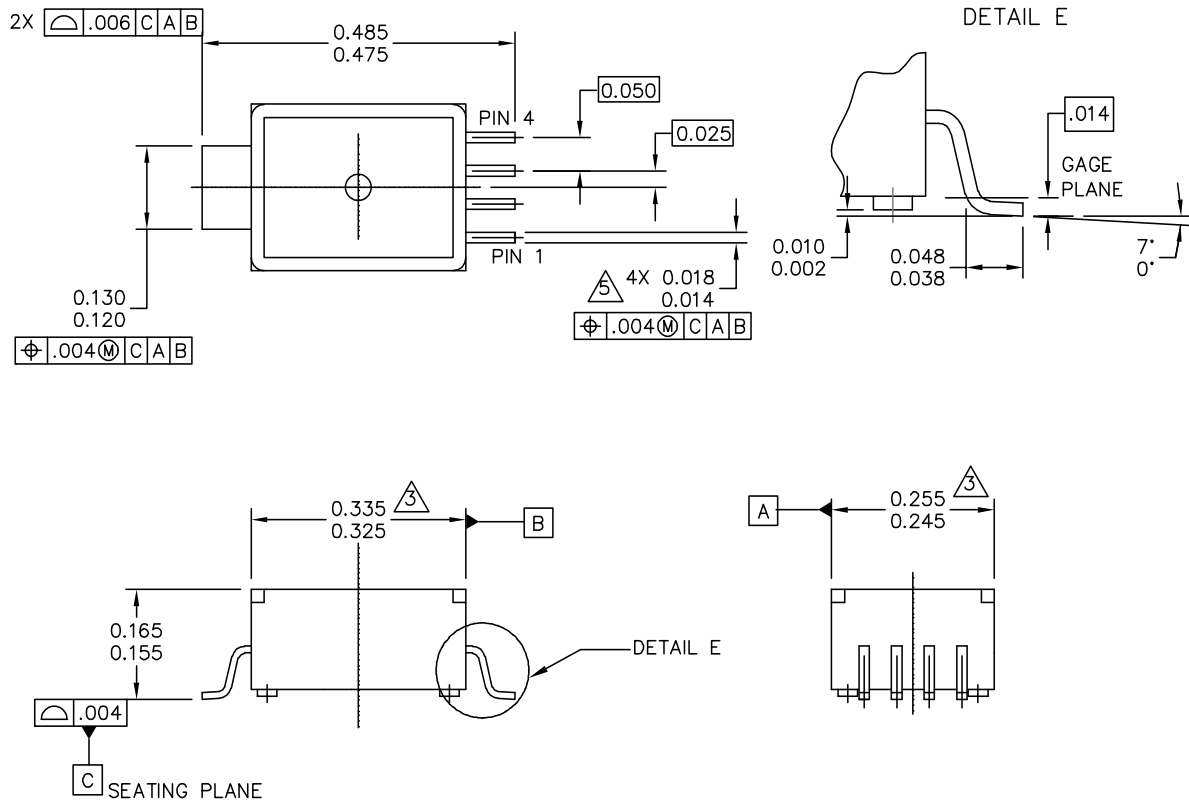 2X .006 C A B
0.485
0.475
DETAIL E
0.050
PIN 4
0.025
.014
GAGE
PLANE
PIN 1
5 4X 0.018
0.014
.004 M C A B
0.010
0.002
0.048
0.038
7°
0°
0.130
0.120
.004 M C A B
0.335
0.325
3
B
A
0.255
0.245
3
0.165
0.155
DETAIL E
.004
C SEATING PLANE